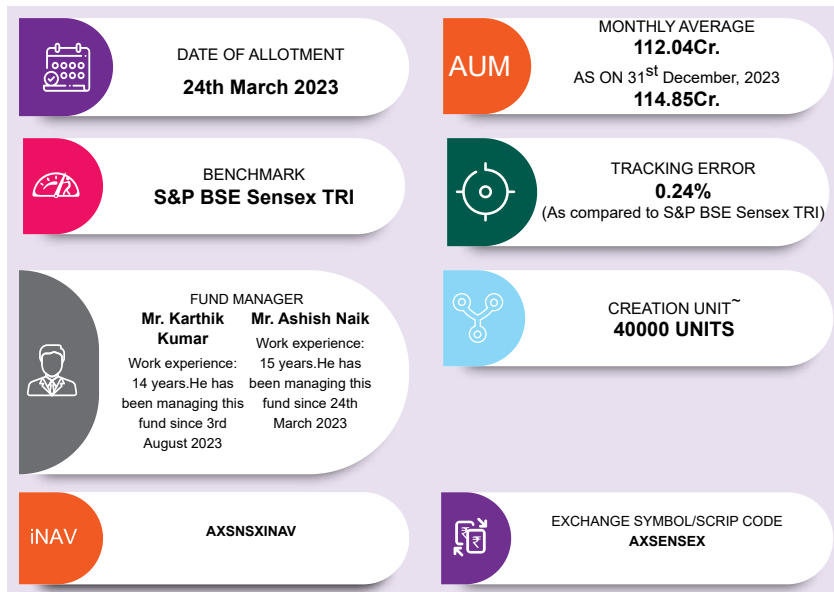 DATE OF ALLOTMENT
24th March 2023
AUM
MONTHLY AVERAGE
112.04Cr.
AS ON 31st December, 2023
114.85Cr.
BENCHMARK
S&P BSE Sensex TRI
TRACKING ERROR
0.24%
(As compared to S&P BSE Sensex TRI)
FUND MANAGER
Mr. Karthik
Kumar
Work experience:
14 years.He has
been managing this
fund since 3rd
August 2023
Mr. Ashish Naik
Work experience:
15 years.He has
been managing this
fund since 24th
March 2023
CREATION UNIT~
40000 UNITS
iNAV
AXSNSXINAV
₹
₹
EXCHANGE SYMBOL/SCRIP CODE
AXSENSEX